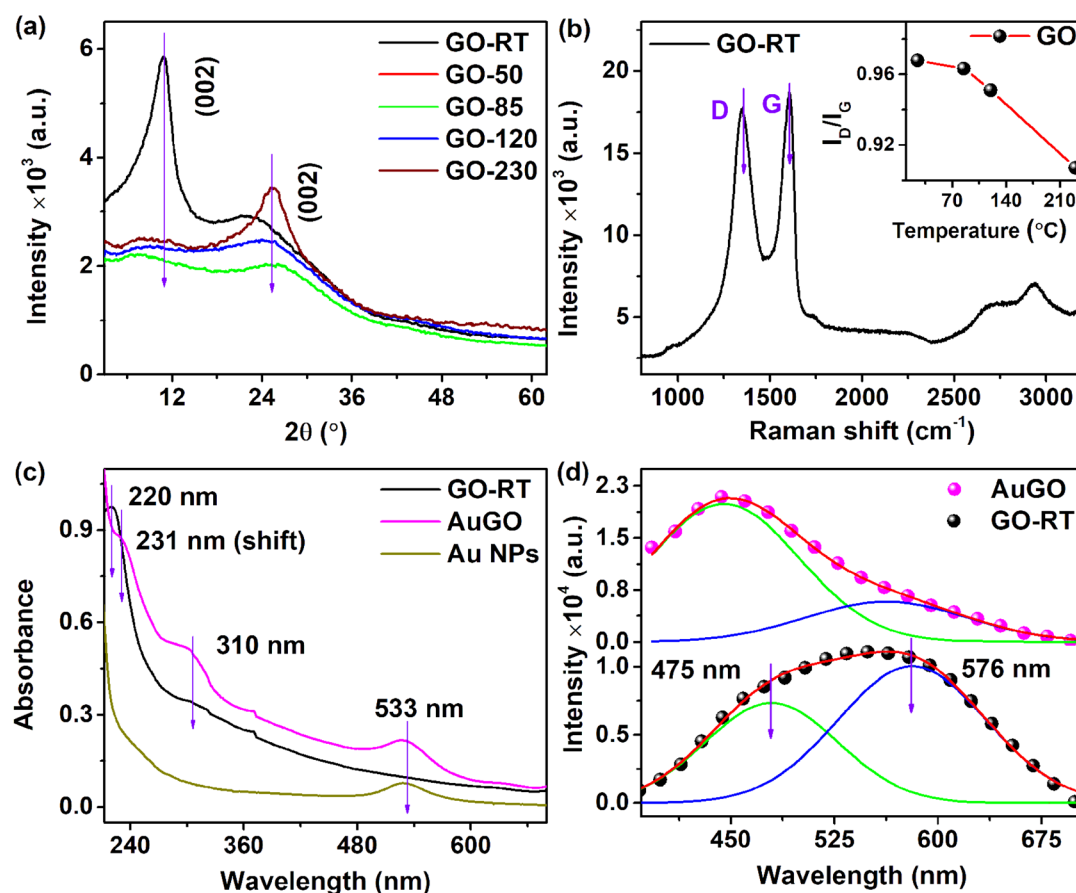 (a)
GO-RT
GO-50
GO-85
GO-120
GO-230
(002)
(002)
6
4
2
0
12 24 36 48 60
Intensity ×10³ (a.u.)
2θ (°)
(b)
GO-RT
D
G
20
15
10
5
1000 1500 2000 2500 3000
Intensity ×10³ (a.u.)
Raman shift (cm⁻¹)
GO
0.96
0.92
I_D/I_G
70 140 210
Temperature (°C)
(c)
GO-RT
AuGO
Au NPs
220 nm
231 nm (shift)
310 nm
533 nm
0.9
0.6
0.3
0.0
240 360 480 600
Absorbance
Wavelength (nm)
(d)
AuGO
GO-RT
475 nm
576 nm
2.3
1.5
0.8
0.0
1.0
0.5
0.0
450 525 600 675
Intensity ×10⁴ (a.u.)
Wavelength (nm)